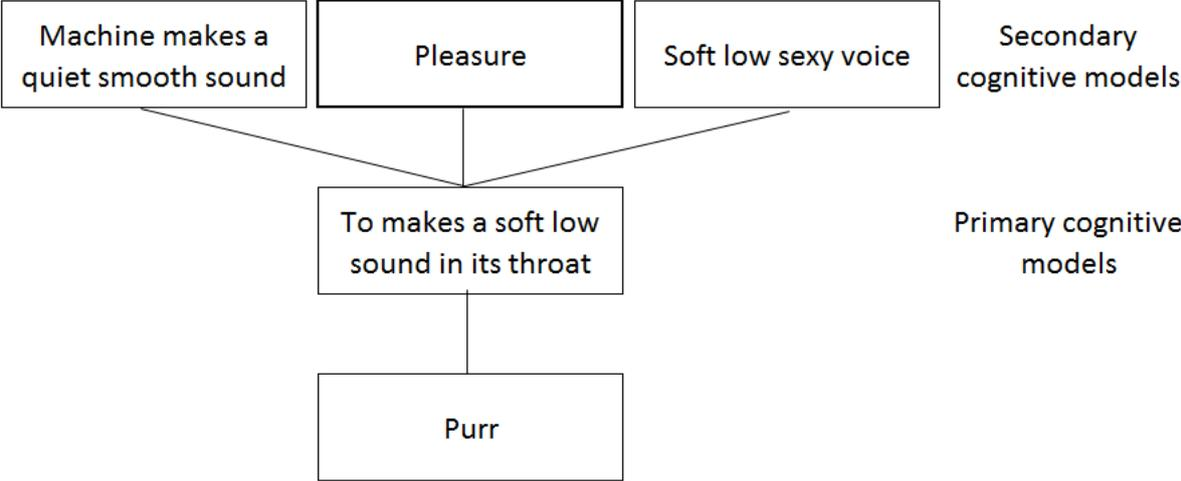 Machine makes a
quiet smooth sound
Pleasure
Soft low sexy voice
Secondary
cognitive models
To makes a soft low
sound in its throat
Primary cognitive
models
Purr